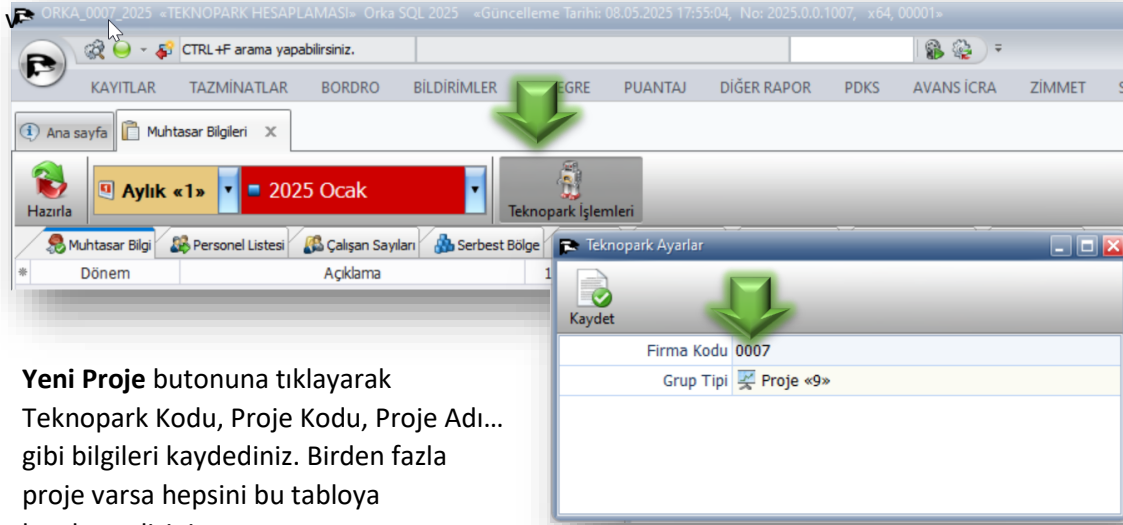 ORKA_0007_2025 «TEKNOPARK HESAPLAMASI» Orka SQL 2025 «Güncelleme Tarihi: 08.05.2025 17:55:04, No: 2025.0.0.1007, x64, 00001»
CTRL+F arama yapabilirsiniz.
KAYITLAR TAZMİNATLAR BORDRO BİLDİRİMLER EGRE PUANTAJ DİĞER RAPOR PDKS AVANS İCRA ZİMMET S
Ana sayfa Muhtasar Bilgileri X
Hazırla Aylık «1» 2025 Ocak Teknopark İşlemleri
Muhtasar Bilgi Personel Listesi Çalışan Sayıları Serbest Bölge
Dönem Açıklama 1
Teknopark Ayarlar
Kaydet
Firma Kodu 0007
Grup Tipi Proje «9»
Yeni Proje butonuna tıklayarak
Teknopark Kodu, Proje Kodu, Proje Adı…
gibi bilgileri kaydediniz. Birden fazla
proje varsa hepsini bu tabloya